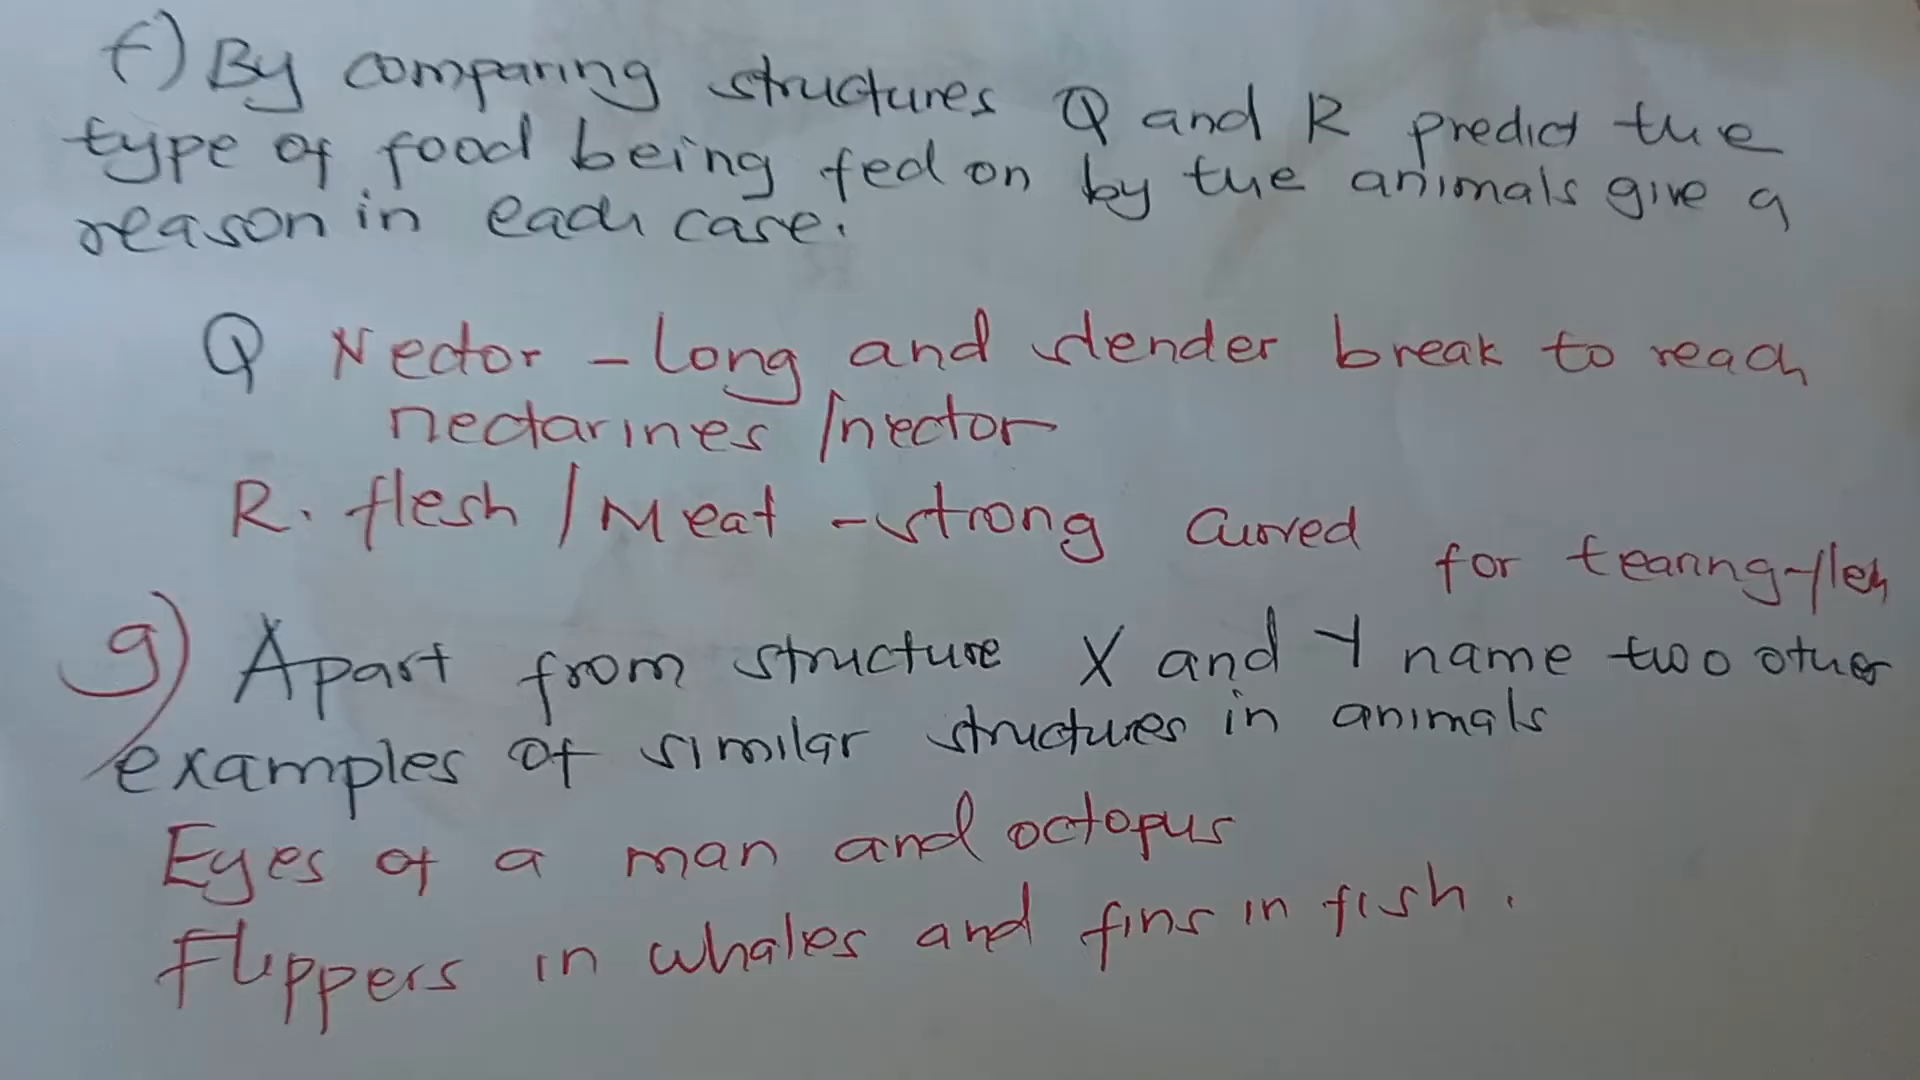 f) By comparing structures Q and R predict the
type of food being fed on by the animals give a
reason in each case.
Q Nector - long and slender break to reach
nectarines / nector
R. flesh / Meat - strong curved for tearing flesh
g) Apart from structure X and Y name two other
examples of similar structures in animals
Eyes of a man and octopus
Flippers in whales and fins in fish.